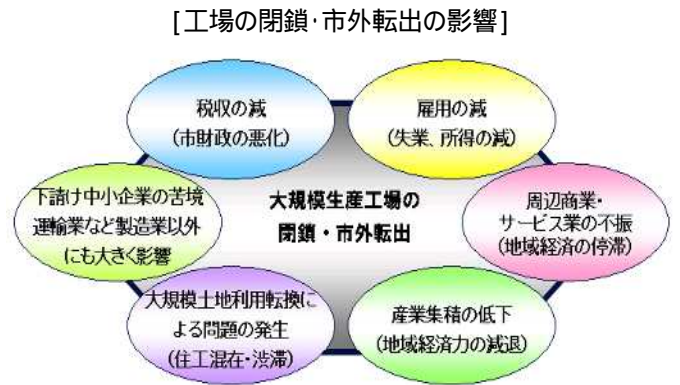 [工場の閉鎖･市外転出の影響]
税収の減
(市財政の悪化)
雇用の減
(失業、所得の減)
下請け中小企業の苦境
運輸業など製造業以外
にも大きく影響
大規模生産工場の
閉鎖・市外転出
周辺商業・
サービス業の不振
(地域経済の停滞)
大規模土地利用転換に
よる問題の発生
(住工混在・渋滞)
産業集積の低下
(地域経済力の減退)